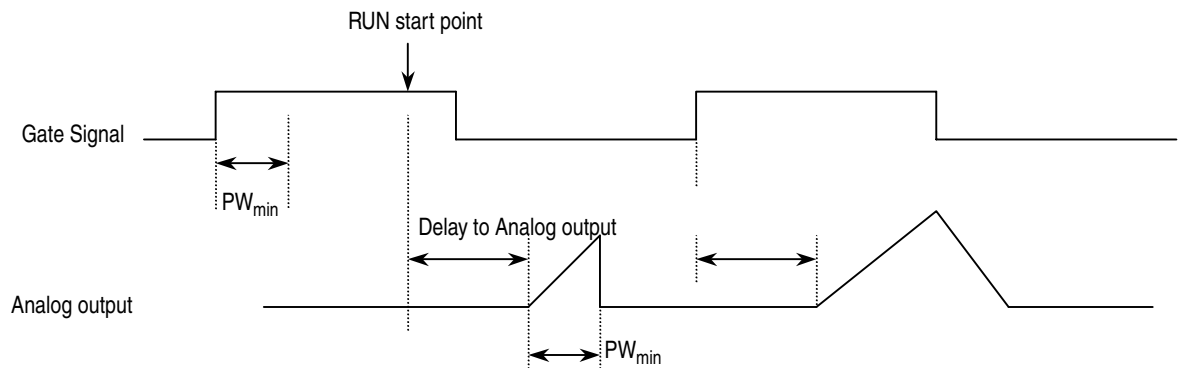 RUN start point
Gate Signal
PWmin
Delay to Analog output
Analog output
PWmin